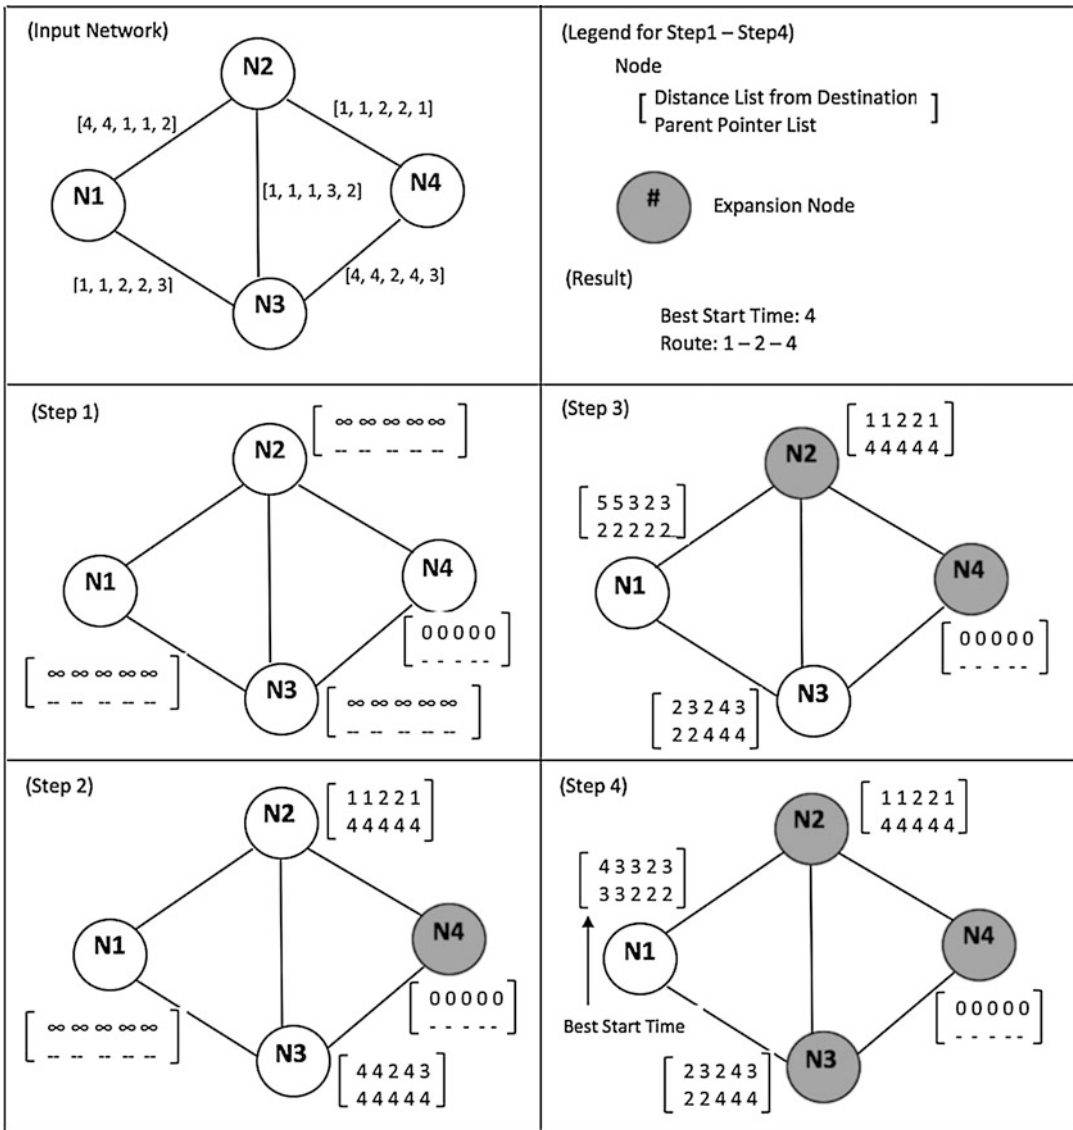 (Input Network)
N2
[4, 4, 1, 1, 2]
[1, 1, 2, 2, 1]
N1
[1, 1, 1, 3, 2]
N4
[1, 1, 2, 2, 3]
[4, 4, 2, 4, 3]
N3
(Legend for Step1 – Step4)
Node
[ Distance List from Destination
Parent Pointer List ]
#
Expansion Node
(Result)
Best Start Time: 4
Route: 1 – 2 – 4
(Step 1)
∞ ∞ ∞ ∞ ∞
-- -- -- -- --
N2
N1
N4
0 0 0 0 0
- - - - -
∞ ∞ ∞ ∞ ∞
-- -- -- -- --
N3
∞ ∞ ∞ ∞ ∞
-- -- -- -- --
(Step 3)
1 1 2 2 1
4 4 4 4 4
N2
5 5 3 2 3
2 2 2 2 2
N1
N4
0 0 0 0 0
- - - - -
N3
2 3 2 4 3
2 2 4 4 4
(Step 2)
1 1 2 2 1
4 4 4 4 4
N2
N1
N4
0 0 0 0 0
- - - - -
∞ ∞ ∞ ∞ ∞
-- -- -- -- --
N3
4 4 2 4 3
4 4 4 4 4
(Step 4)
1 1 2 2 1
4 4 4 4 4
N2
4 3 3 2 3
3 3 2 2 2
N1
N4
0 0 0 0 0
- - - - -
Best Start Time
N3
2 3 2 4 3
2 2 4 4 4